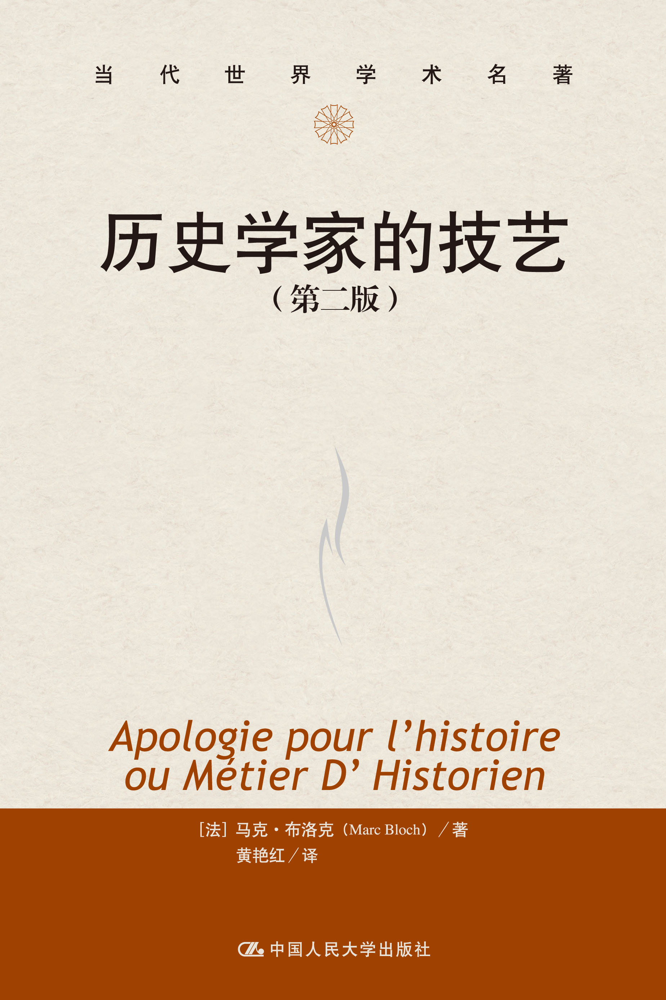 当代世界学术名著
历史学家的技艺
（第二版）
Apologie pour l’histoire
ou Métier D’ Historien
［法］马克·布洛克（Marc Bloch）／著
黄艳红／译
中国人民大学出版社